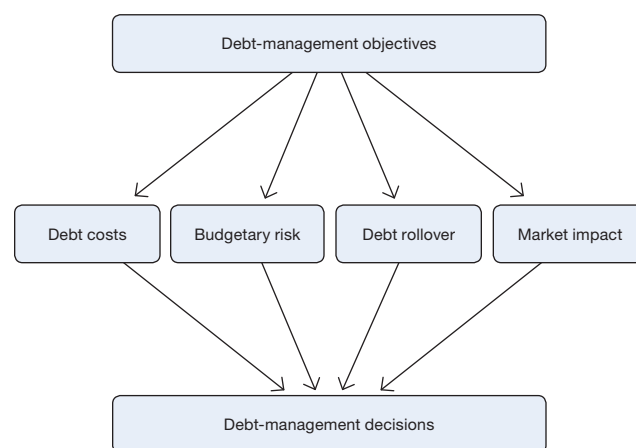 Debt-management objectives
Debt costs
Budgetary risk
Debt rollover
Market impact
Debt-management decisions